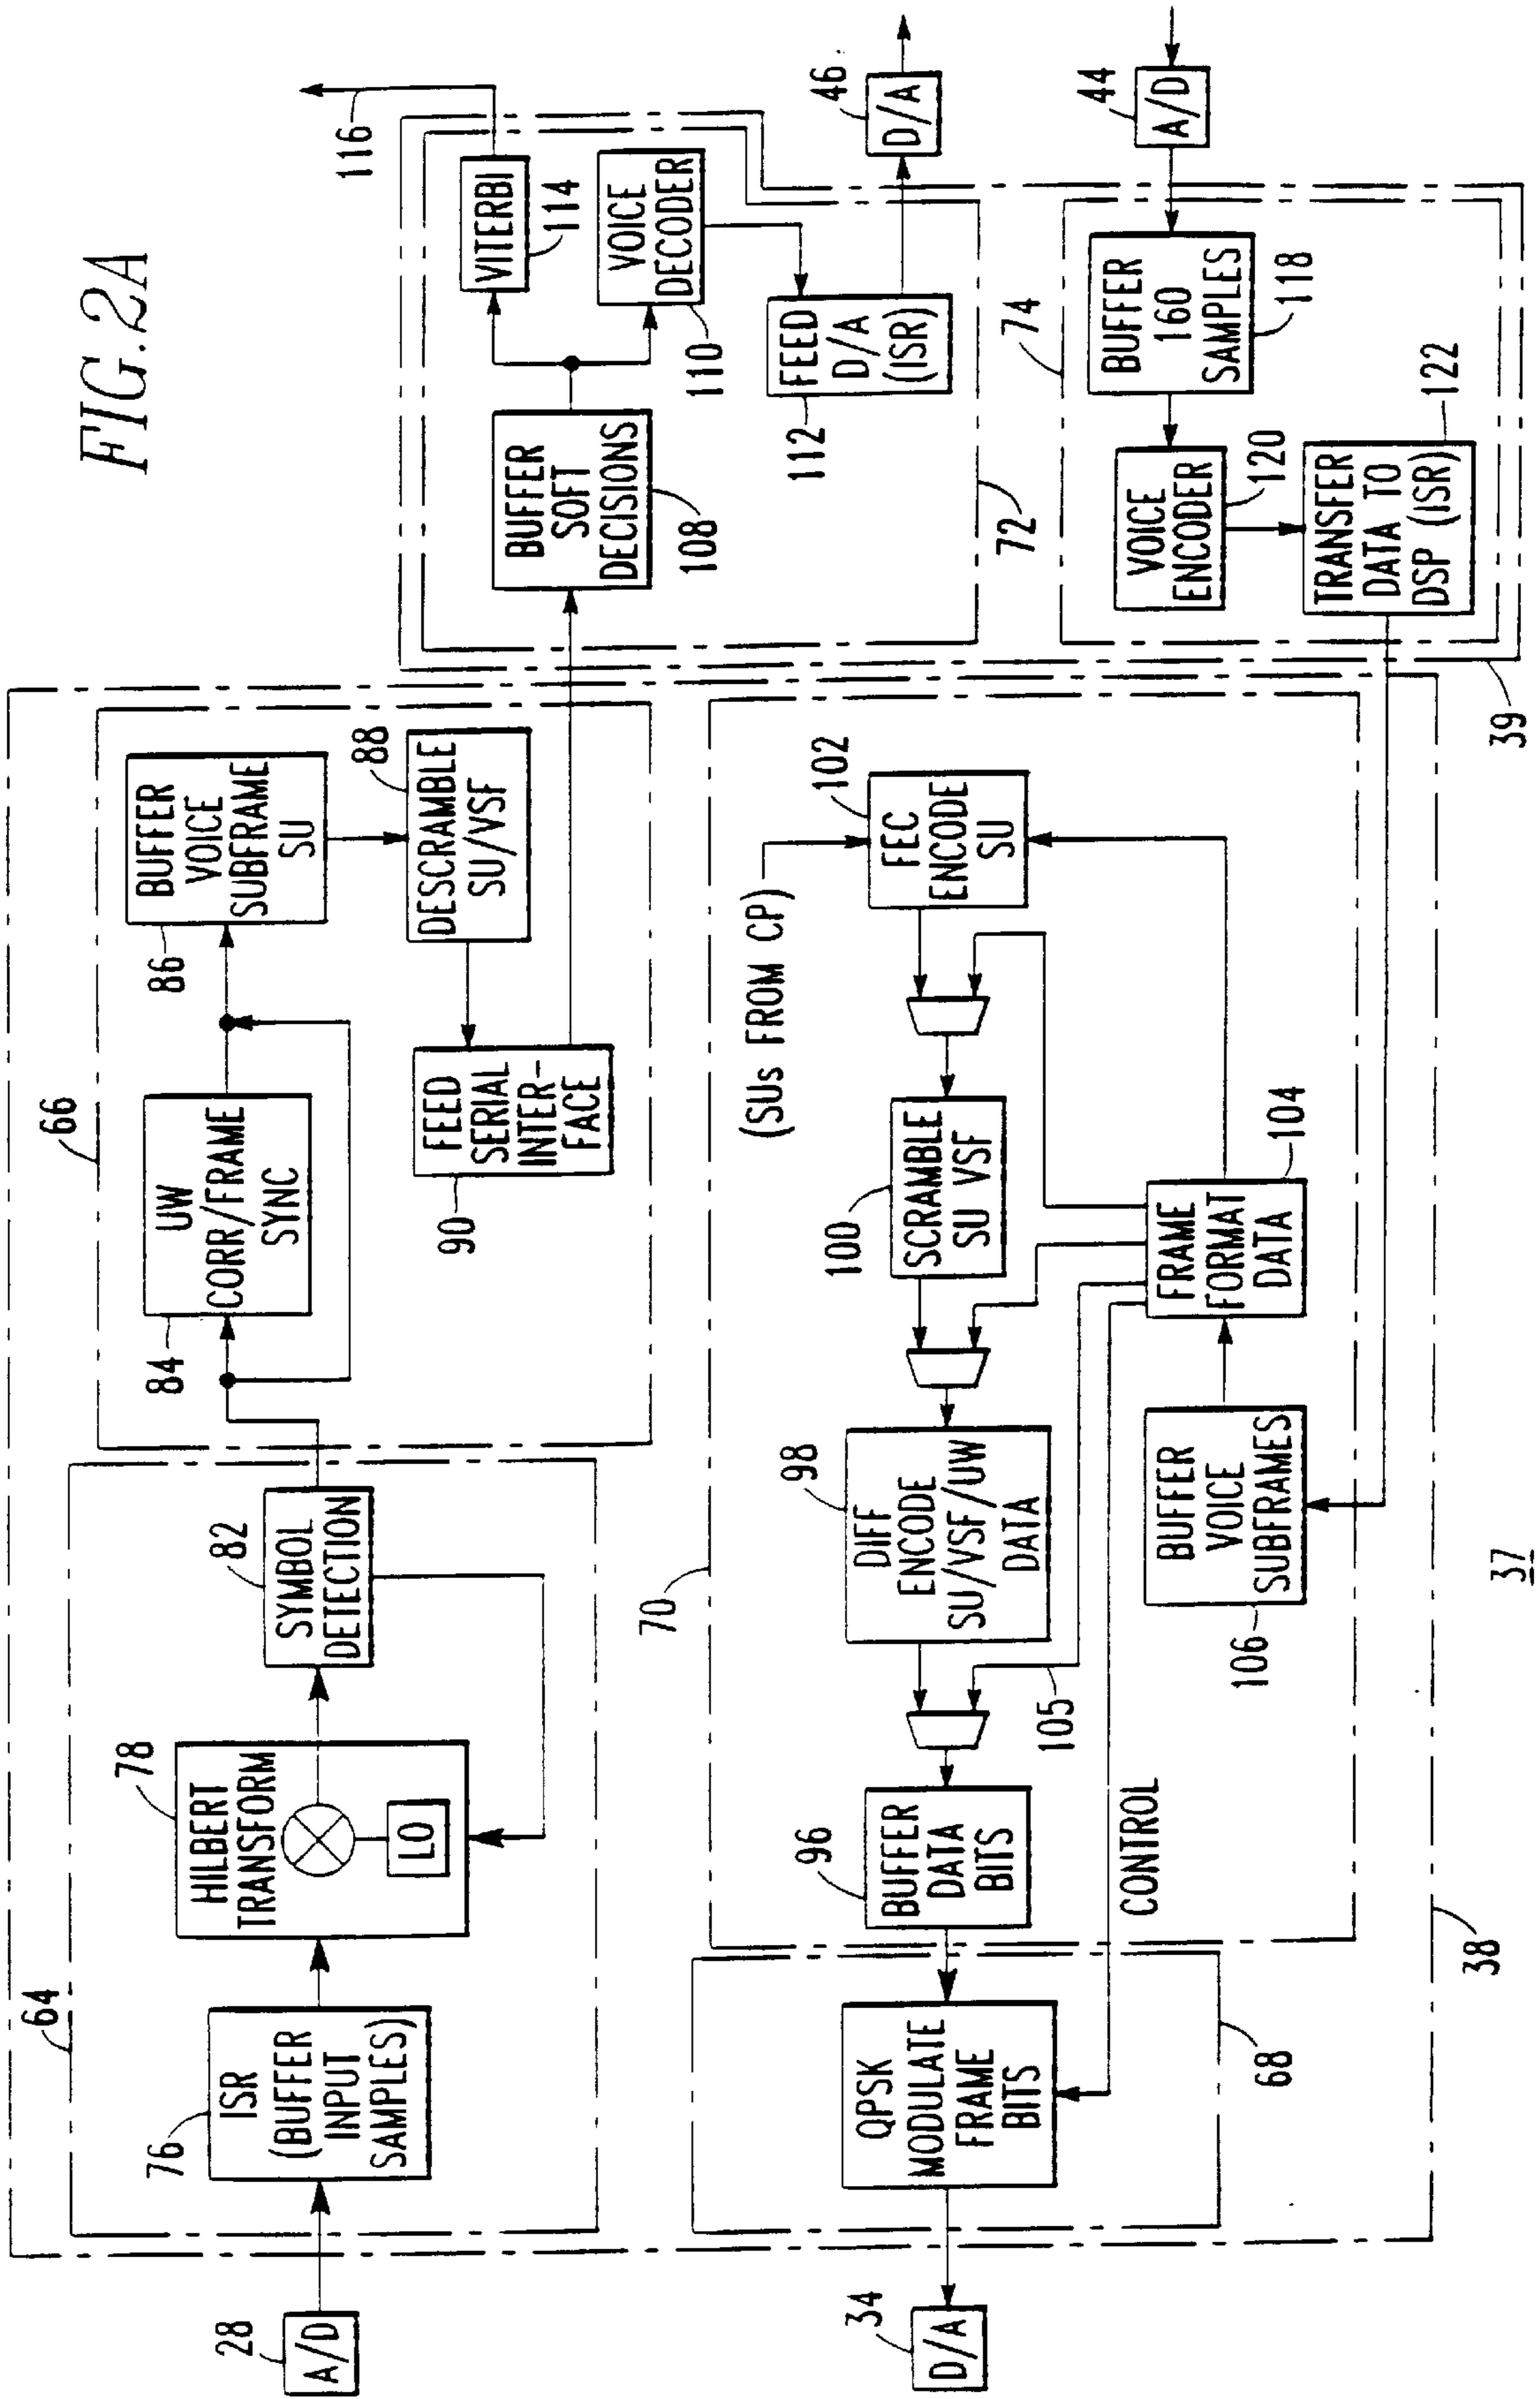 FIG.2A
64
66
28
A/D
76
ISR
(BUFFER
INPUT
SAMPLES)
78
HILBERT
TRANSFORM
LO
82
SYMBOL
DETECTION
84
UW
CORR/FRAME
SYNC
86
BUFFER
VOICE
SUBFRAME
SU
88
DESCRAMBLE
SU/VSF
90
FEED
SERIAL
INTER-
FACE
108
BUFFER
SOFT
DECISIONS
116
VITERBI
114
VOICE
DECODER
110
FEED
D/A
(ISR)
112
46
D/A
72
34
D/A
QPSK
MODULATE
FRAME
BITS
68
70
96
BUFFER
DATA
BITS
CONTROL
105
98
DIFF
ENCODE
SU/VSF/UW
DATA
100
SCRAMBLE
SU VSF
(SUs FROM CP)
102
FEC
ENCODE
SU
104
FRAME
FORMAT
DATA
106
BUFFER
VOICE
SUBFRAMES
74
44
A/D
BUFFER
160
SAMPLES
118
VOICE
ENCODER
120
TRANSFER
DATA TO
DSP (ISR)
122
38
39
37